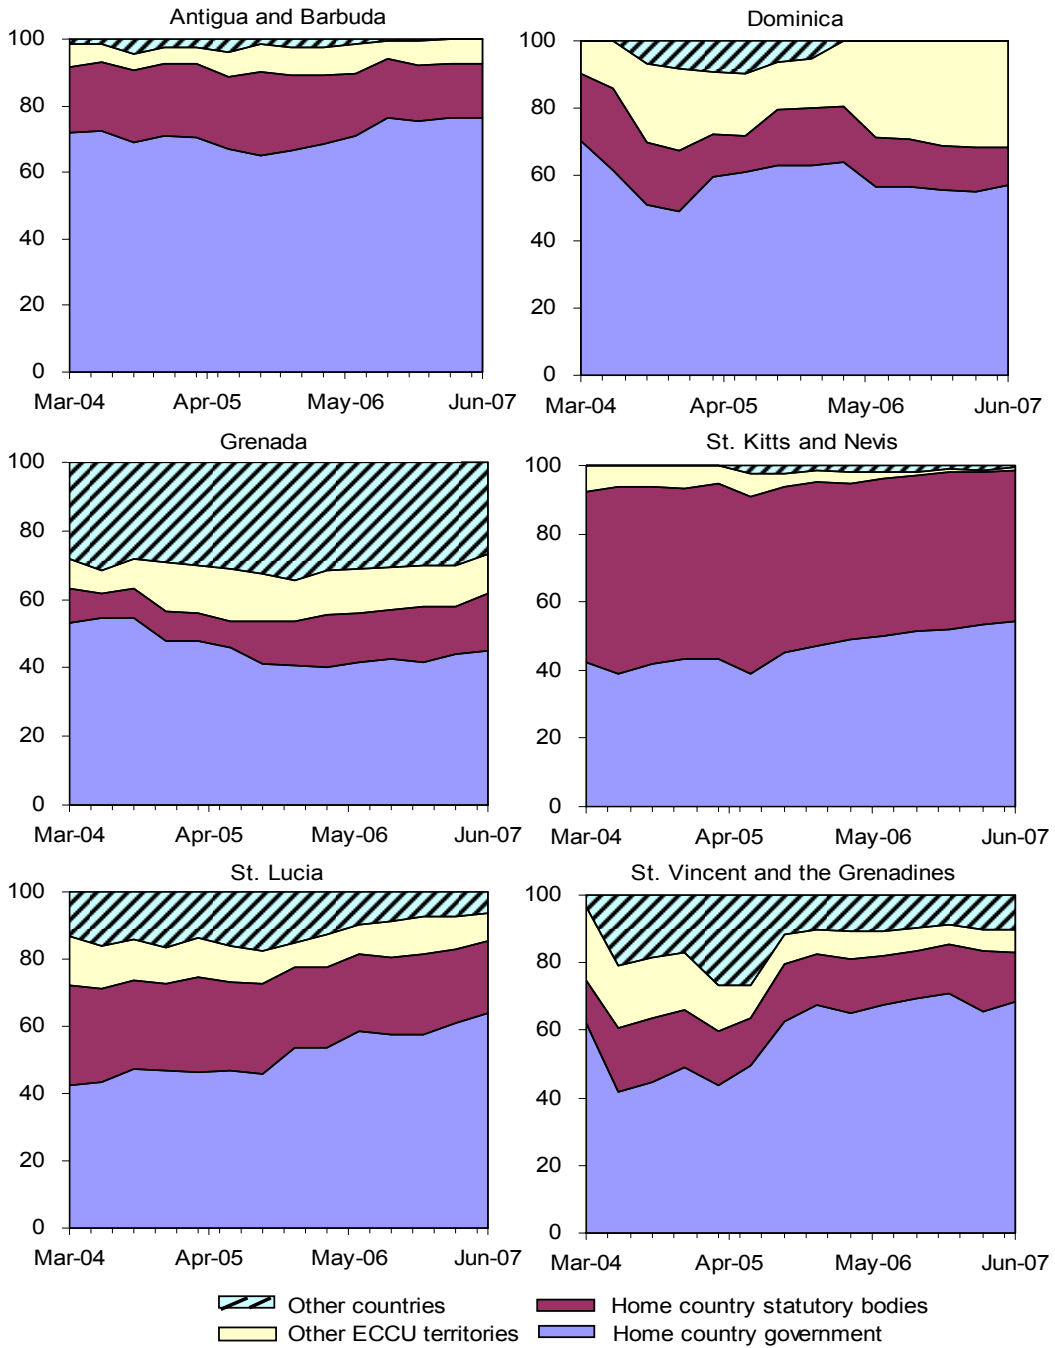 Antigua and Barbuda
100
80
60
40
20
0
Mar-04 Apr-05 May-06 Jun-07
Dominica
100
80
60
40
20
0
Mar-04 Apr-05 May-06 Jun-07
Grenada
100
80
60
40
20
0
Mar-04 Apr-05 May-06 Jun-07
St. Kitts and Nevis
100
80
60
40
20
0
Mar-04 Apr-05 May-06 Jun-07
St. Lucia
100
80
60
40
20
0
Mar-04 Apr-05 May-06 Jun-07
St. Vincent and the Grenadines
100
80
60
40
20
0
Mar-04 Apr-05 May-06 Jun-07
Other countries Home country statutory bodies
Other ECCU territories Home country government